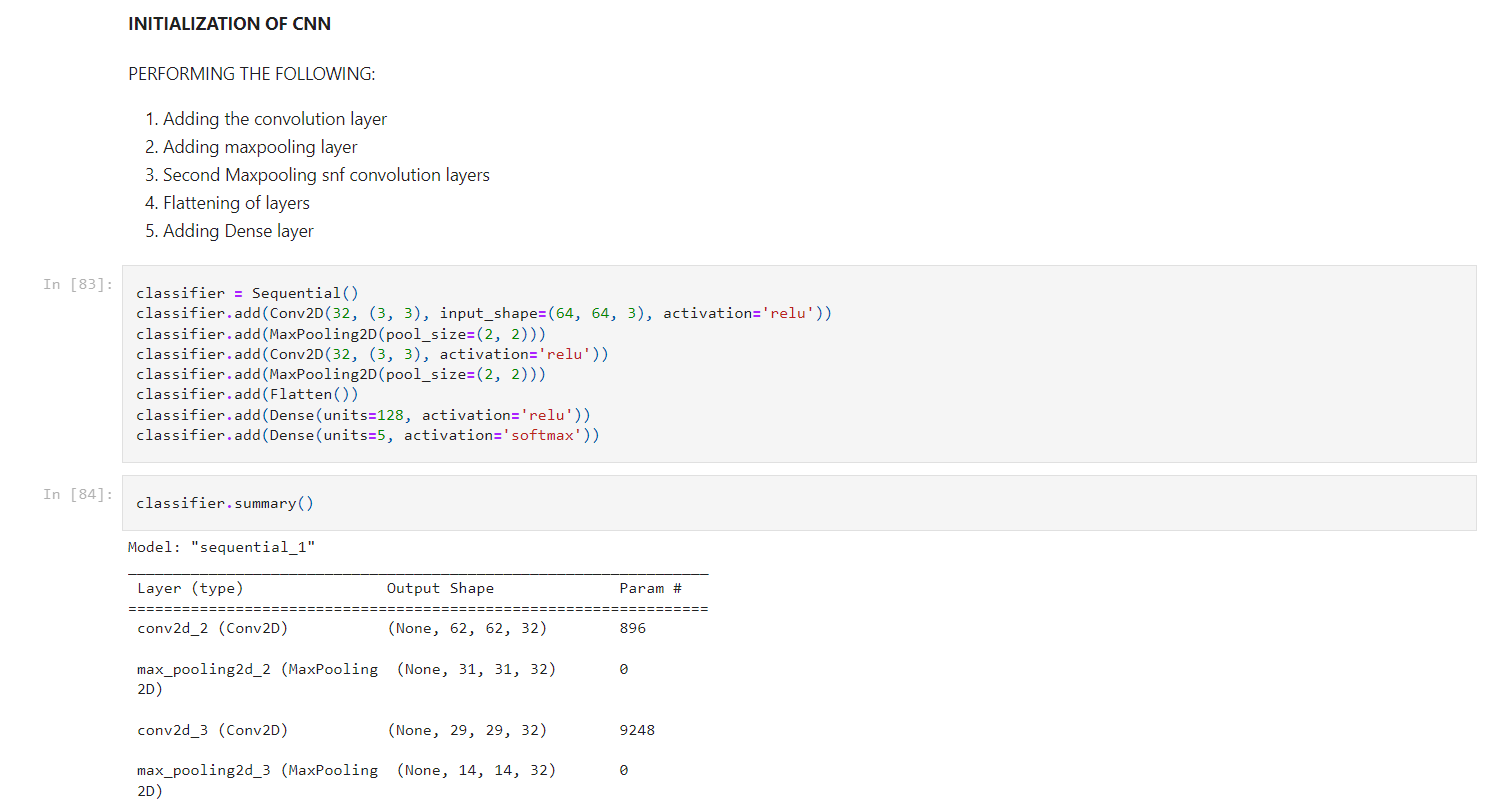 INITIALIZATION OF CNN
PERFORMING THE FOLLOWING:
1. Adding the convolution layer
2. Adding maxpooling layer
3. Second Maxpooling snf convolution layers
4. Flattening of layers
5. Adding Dense layer
In [83]:
classifier = Sequential()
classifier.add(Conv2D(32, (3, 3), input_shape=(64, 64, 3), activation='relu'))
classifier.add(MaxPooling2D(pool_size=(2, 2)))
classifier.add(Conv2D(32, (3, 3), activation='relu'))
classifier.add(MaxPooling2D(pool_size=(2, 2)))
classifier.add(Flatten())
classifier.add(Dense(units=128, activation='relu'))
classifier.add(Dense(units=5, activation='softmax'))
In [84]:
classifier.summary()
Model: "sequential_1"
_________________________________________________________________
Layer (type) Output Shape Param #
=================================================================
conv2d_2 (Conv2D) (None, 62, 62, 32) 896
max_pooling2d_2 (MaxPooling (None, 31, 31, 32) 0
2D)
conv2d_3 (Conv2D) (None, 29, 29, 32) 9248
max_pooling2d_3 (MaxPooling (None, 14, 14, 32) 0
2D)